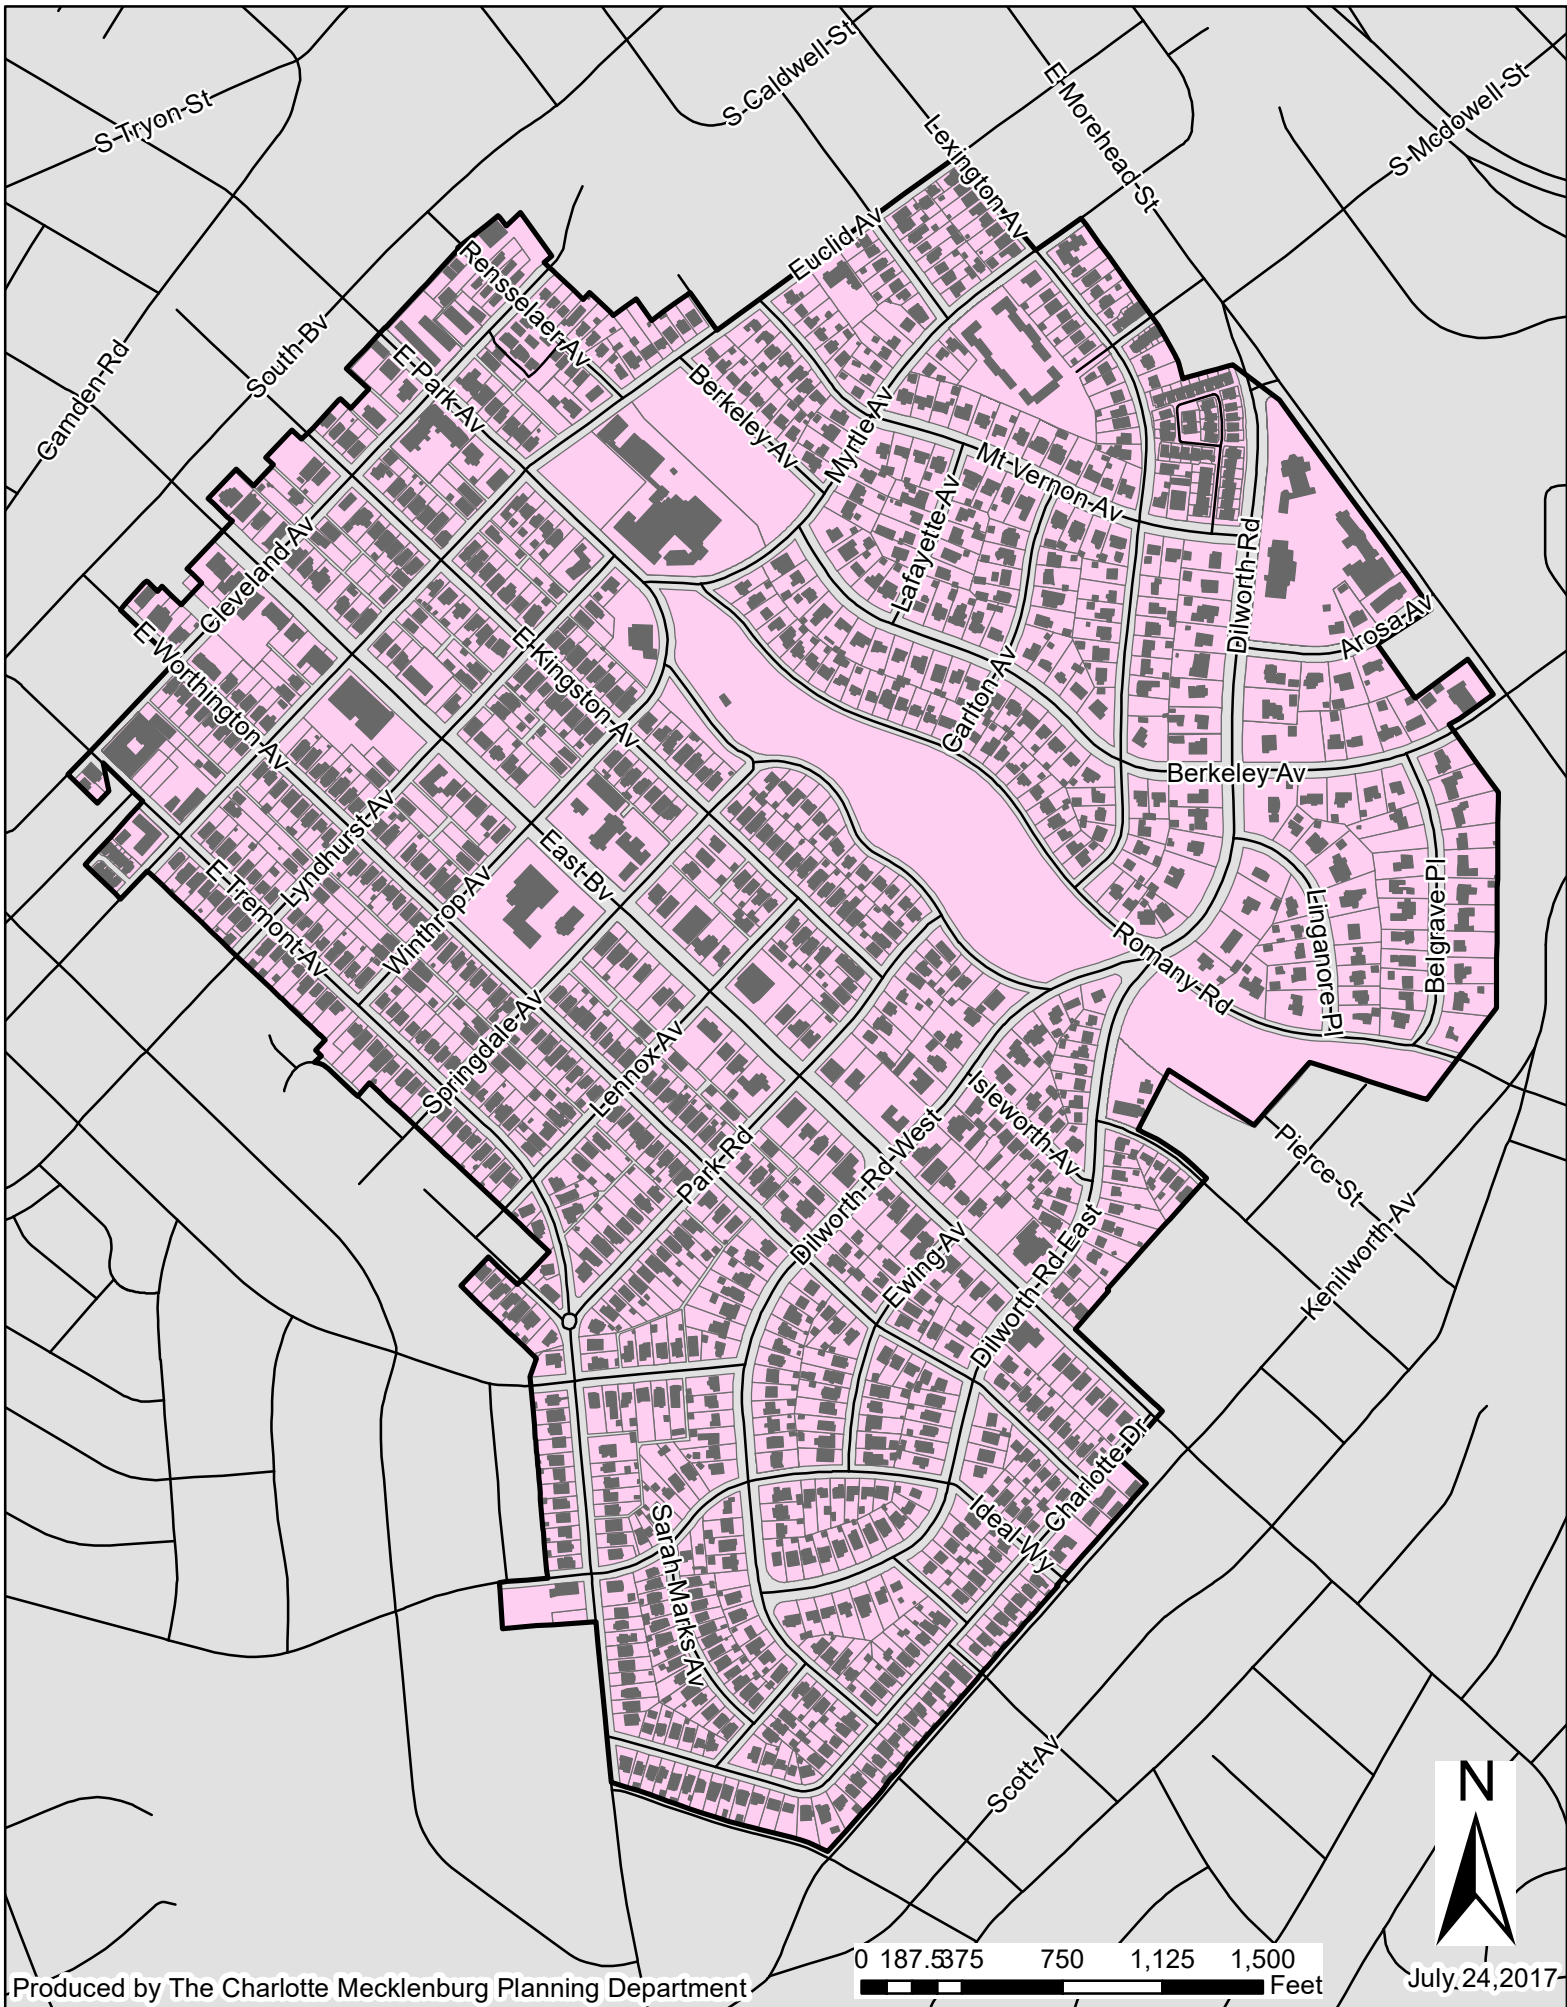 S-Caldwell-St
E-Morehead-St
S-Tryon-St
S-Mcdowell-St
Lexington-Av
Euclid-Av
Rensselaer-Av
South-Bv
Camden-Rd
E-Park-Av
Berkeley-Av
Myrtle-Av
Mt-Vernon-Av
Lafayette-Av
Cleveland-Av
Dilworth-Rd
Arosa-Av
E-Worthington-Av
E-Kingston-Av
Carlton-Av
Berkeley Av
Lyndhurst-Av
East-Bv
E-Tremont-Av
Winthrop-Av
Linganore-Pl
Belgrave-Pl
Romany-Rd
Springdale-Av
Lennox-Av
Isleworth-Av
Park-Rd
Dilworth-Rd-West
Pierce-St
Ewing-Av
Kenilworth-Av
Dilworth-Rd-East
Charlotte-Dr
Ideal-Wy
Sarah-Marks-Av
Scott-Av
N
0 187.5375 750 1,125 1,500
Feet
July 24,2017
Produced by The Charlotte Mecklenburg Planning Department